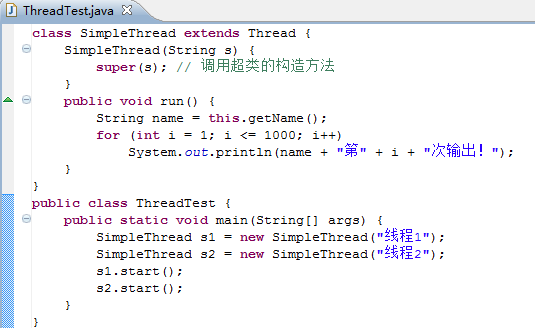 ThreadTest.java
class SimpleThread extends Thread {
    SimpleThread(String s) {
        super(s); // 调用超类的构造方法
    }
    public void run() {
        String name = this.getName();
        for (int i = 1; i <= 1000; i++)
            System.out.println(name + "第" + i + "次输出！");
    }
}
public class ThreadTest {
    public static void main(String[] args) {
        SimpleThread s1 = new SimpleThread("线程1");
        SimpleThread s2 = new SimpleThread("线程2");
        s1.start();
        s2.start();
    }
}